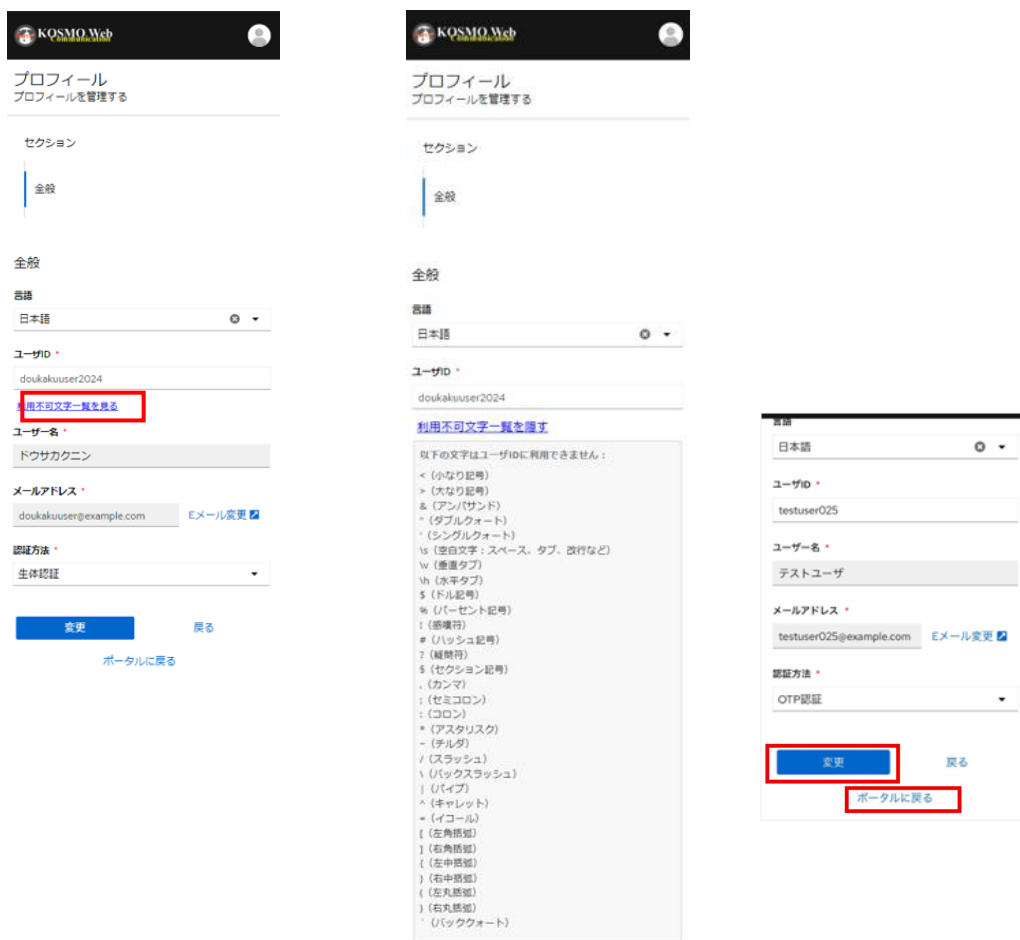 KOSMO Web
Communication
プロフィール
プロフィールを管理する
セクション
全般
全般
言語
日本語
ユーザID *
doukakuuser2024
利用不可文字一覧を見る
ユーザー名 *
ドウサカクニン
メールアドレス *
doukakuuser@example.com Eメール変更
認証方法 *
生体認証
変更 戻る
ポータルに戻る
KOSMO Web
Communication
プロフィール
プロフィールを管理する
セクション
全般
全般
言語
日本語
ユーザID *
doukakuuser2024
利用不可文字一覧を隠す
以下の文字はユーザIDに利用できません：
< (小なり記号)
> (大なり記号)
& (アンパサンド)
" (ダブルクォート)
' (シングルクォート)
\s (空白文字：スペース、タブ、改行など)
\v (垂直タブ)
\h (水平タブ)
$ (ドル記号)
% (パーセント記号)
! (感嘆符)
# (ハッシュ記号)
? (疑問符)
§ (セクション記号)
, (カンマ)
; (セミコロン)
: (コロン)
* (アスタリスク)
~ (チルダ)
/ (スラッシュ)
\ (バックスラッシュ)
| (パイプ)
^ (キャレット)
= (イコール)
[ (左角括弧)
] (右角括弧)
{ (左中括弧)
} (右中括弧)
( (左丸括弧)
) (右丸括弧)
` (バッククォート)
言語
日本語
ユーザID *
testuser025
ユーザー名 *
テストユーザ
メールアドレス *
testuser025@example.com Eメール変更
認証方法 *
OTP認証
変更 戻る
ポータルに戻る